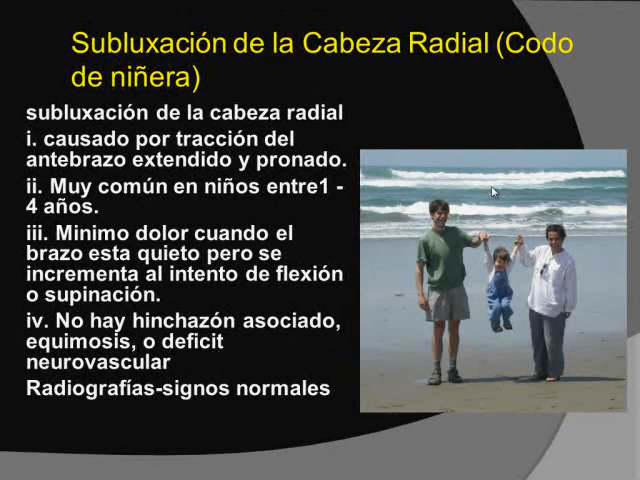 Subluxación de la Cabeza Radial (Codo
de niñera)
subluxación de la cabeza radial
i. causado por tracción del
antebrazo extendido y pronado.
ii. Muy común en niños entre1 -
4 años.
iii. Minimo dolor cuando el
brazo esta quieto pero se
incrementa al intento de flexión
o supinación.
iv. No hay hinchazón asociado,
equimosis, o deficit
neurovascular
Radiografías-signos normales